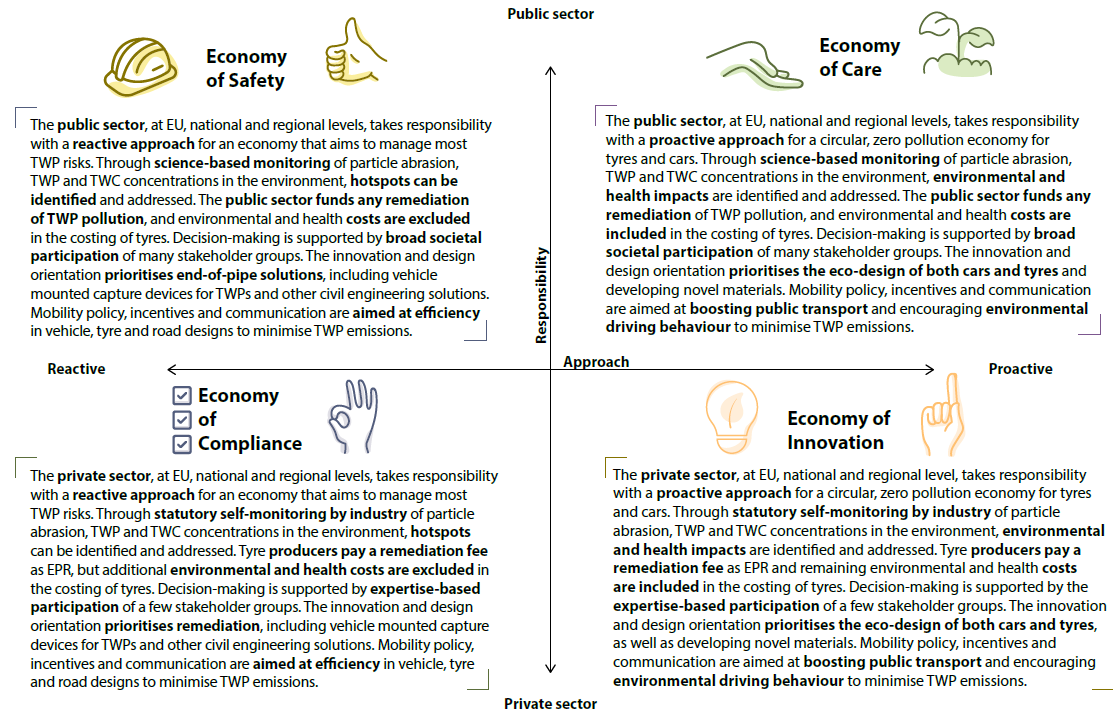 Public sector
Economy
of Safety
The public sector, at EU, national and regional levels, takes responsibility
with a reactive approach for an economy that aims to manage most
TWP risks. Through science-based monitoring of particle abrasion,
TWP and TWC concentrations in the environment, hotspots can be
identified and addressed. The public sector funds any remediation
of TWP pollution, and environmental and health costs are excluded
in the costing of tyres. Decision-making is supported by broad societal
participation of many stakeholder groups. The innovation and design
orientation prioritises end-of-pipe solutions, including vehicle
mounted capture devices for TWPs and other civil engineering solutions.
Mobility policy, incentives and communication are aimed at efficiency
in vehicle, tyre and road designs to minimise TWP emissions.
Economy
of Care
The public sector, at EU, national and regional levels, takes responsibility
with a proactive approach for a circular, zero pollution economy for
tyres and cars. Through science-based monitoring of particle abrasion,
TWP and TWC concentrations in the environment, environmental and
health impacts are identified and addressed. The public sector funds any
remediation of TWP pollution, and environmental and health costs are
included in the costing of tyres. Decision-making is supported by broad
societal participation of many stakeholder groups. The innovation and
design orientation prioritises the eco-design of both cars and tyres and
developing novel materials. Mobility policy, incentives and communication
are aimed at boosting public transport and encouraging environmental
driving behaviour to minimise TWP emissions.
Responsibility
Approach
Reactive
Proactive
Economy
of
Compliance
The private sector, at EU, national and regional levels, takes responsibility
with a reactive approach for an economy that aims to manage most
TWP risks. Through statutory self-monitoring by industry of particle
abrasion, TWP and TWC concentrations in the environment, hotspots
can be identified and addressed. Tyre producers pay a remediation fee
as EPR, but additional environmental and health costs are excluded in
the costing of tyres. Decision-making is supported by expertise-based
participation of a few stakeholder groups. The innovation and design
orientation prioritises remediation, including vehicle mounted capture
devices for TWPs and other civil engineering solutions. Mobility policy,
incentives and communication are aimed at efficiency in vehicle, tyre
and road designs to minimise TWP emissions.
Economy of
Innovation
The private sector, at EU, national and regional level, takes responsibility
with a proactive approach for a circular, zero pollution economy for tyres
and cars. Through statutory self-monitoring by industry of particle
abrasion, TWP and TWC concentrations in the environment, environmental
and health impacts are identified and addressed. Tyre producers pay a
remediation fee as EPR and remaining environmental and health costs
are included in the costing of tyres. Decision-making is supported by the
expertise-based participation of a few stakeholder groups. The innovation
and design orientation prioritises the eco-design of both cars and tyres,
as well as developing novel materials. Mobility policy, incentives and
communication are aimed at boosting public transport and encouraging
environmental driving behaviour to minimise TWP emissions.
Private sector